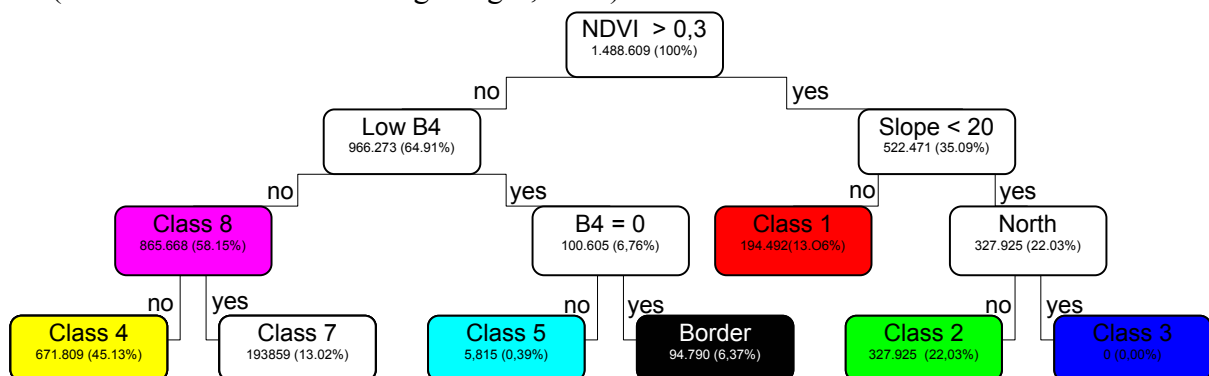 NDVI > 0,3
1.488.609 (100%)
no
yes
Low B4
966.273 (64.91%)
Slope < 20
522.471 (35.09%)
no
yes
no
yes
Class 8
865.668 (58.15%)
B4 = 0
100.605 (6,76%)
Class 1
194.492(13.O6%)
North
327.925 (22.03%)
no
yes
no
yes
no
yes
Class 4
671.809 (45.13%)
Class 7
193859 (13.02%)
Class 5
5,815 (0,39%)
Border
94.790 (6,37%)
Class 2
327.925 (22,03%)
Class 3
0 (0,00%)